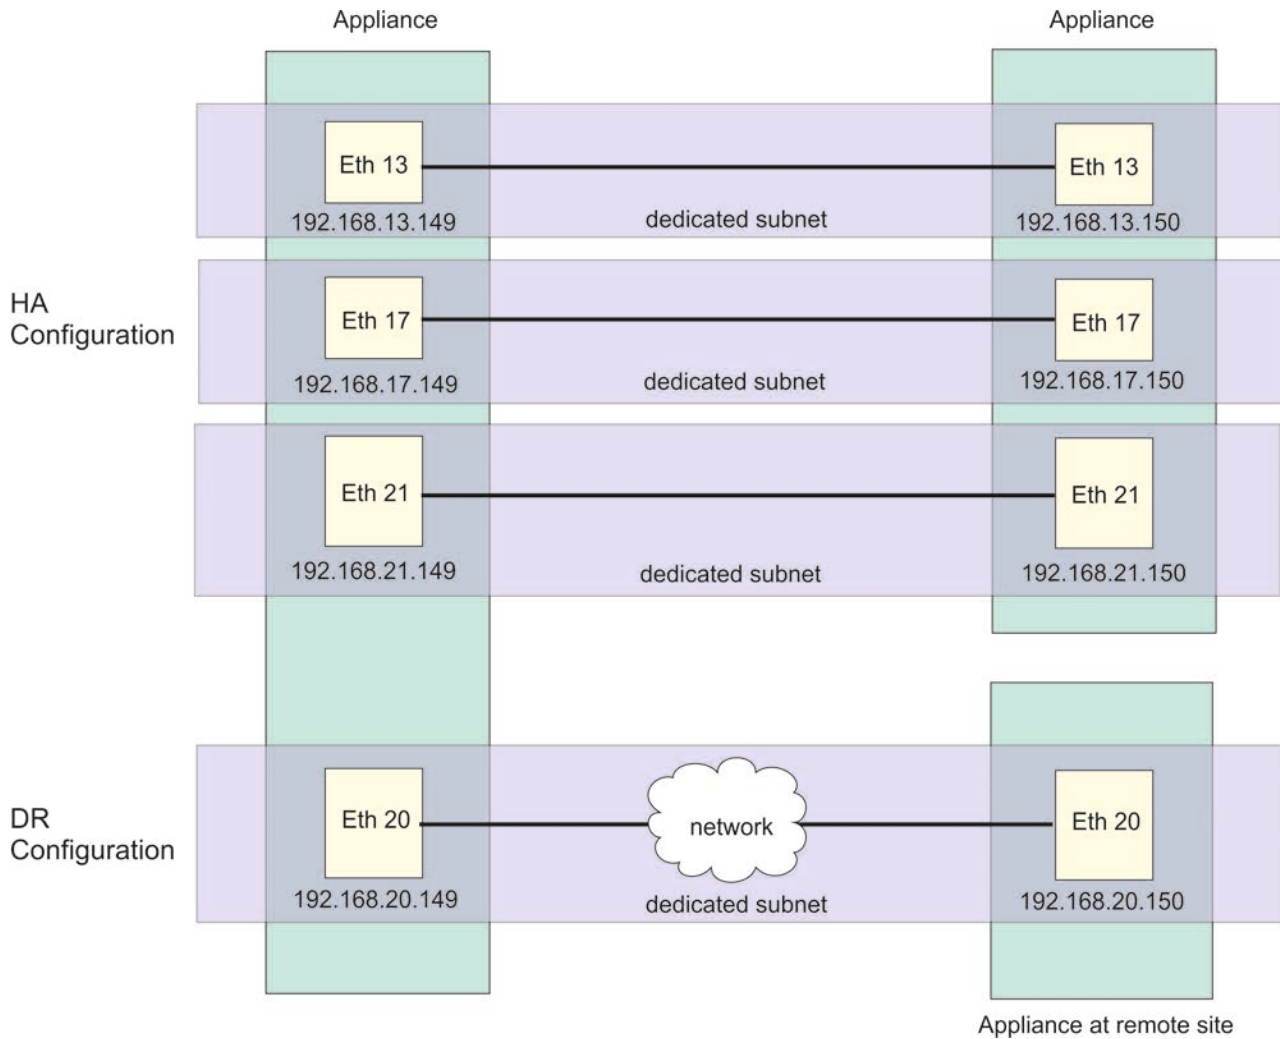 Appliance
Appliance
Eth 13
Eth 13
192.168.13.149
dedicated subnet
192.168.13.150
HA
Configuration
Eth 17
Eth 17
192.168.17.149
dedicated subnet
192.168.17.150
Eth 21
Eth 21
192.168.21.149
dedicated subnet
192.168.21.150
DR
Configuration
Eth 20
network
Eth 20
192.168.20.149
dedicated subnet
192.168.20.150
Appliance at remote site